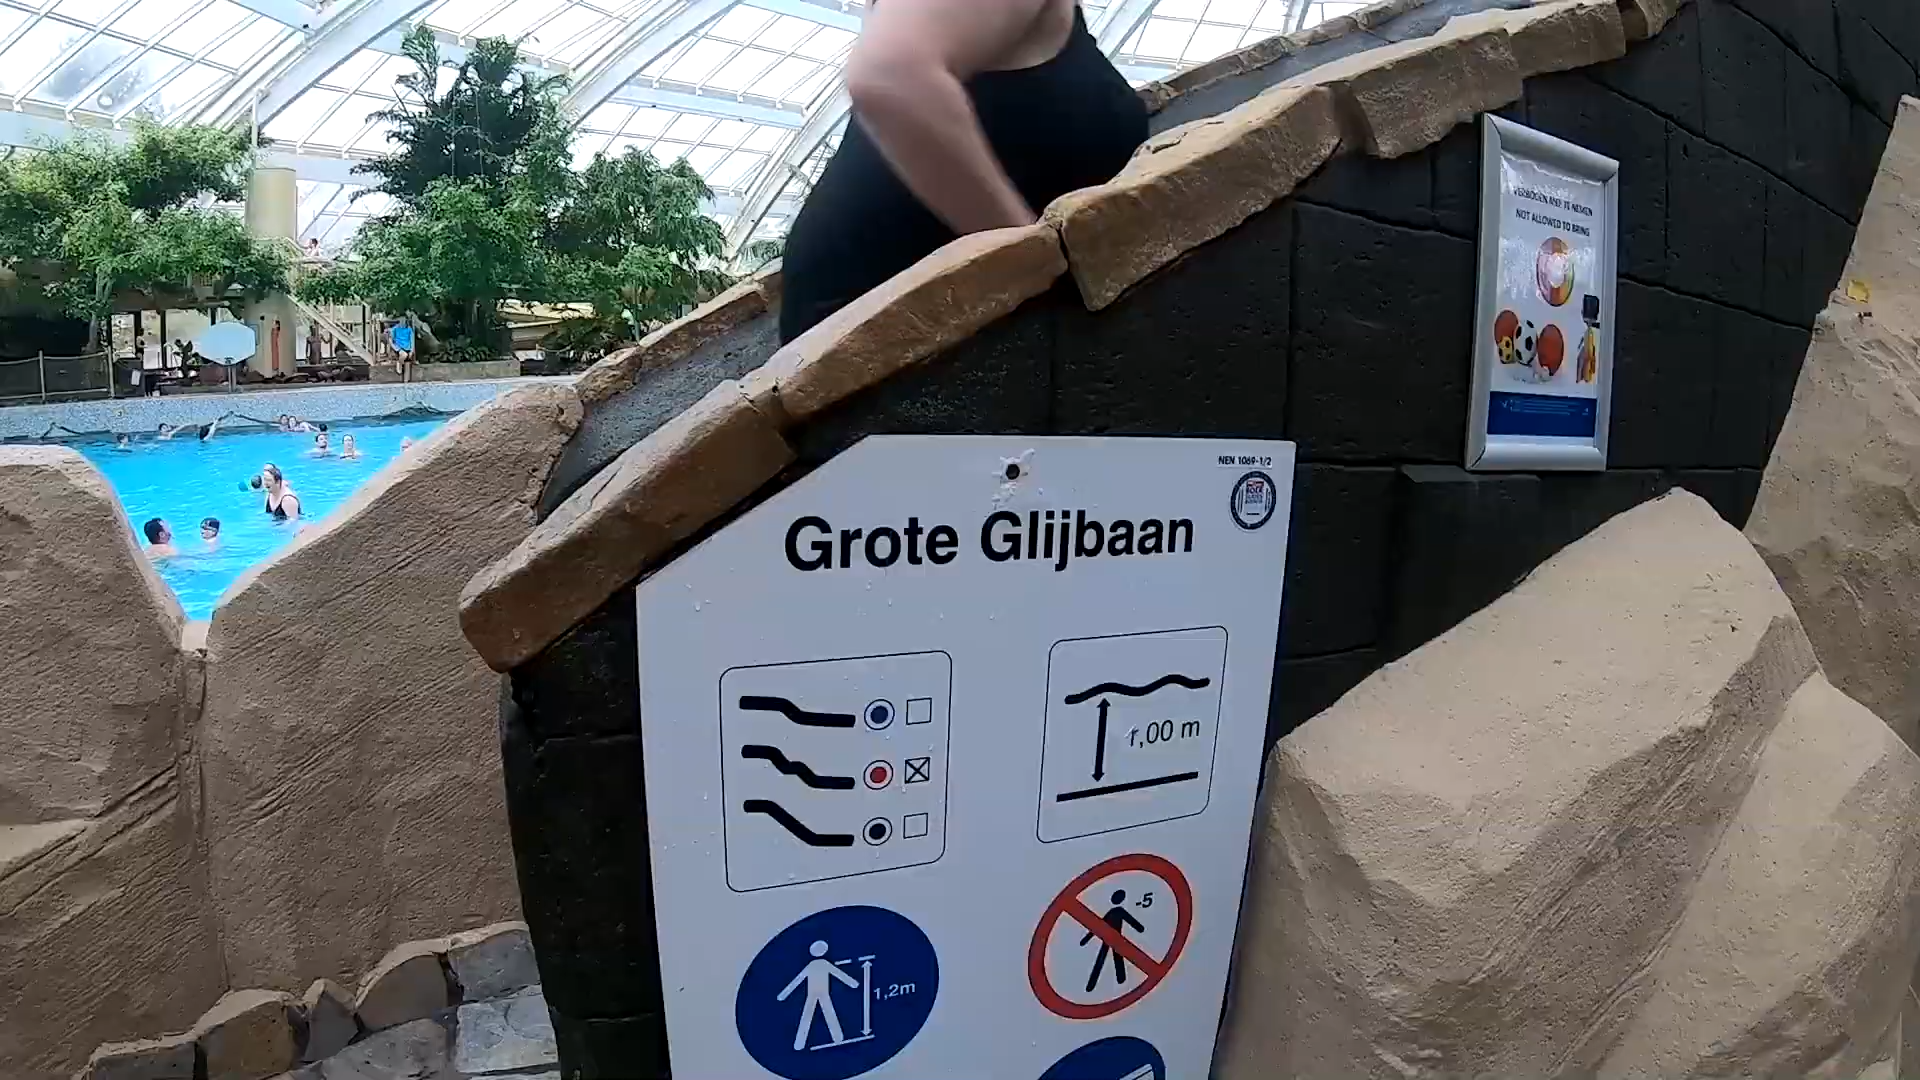 VERBODEN MEE TE NEMEN
NOT ALLOWED TO BRING
NEN 1069-1/2
Grote Glijbaan
1,00 m
-5
1,2m